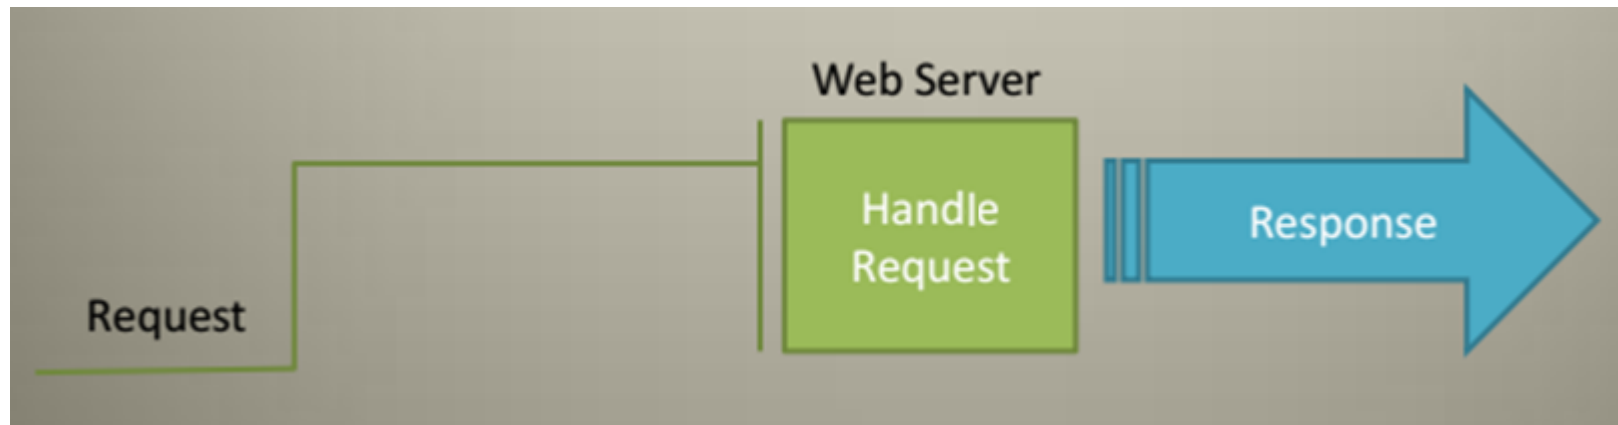 Web Server
Handle
Request
Response
Request